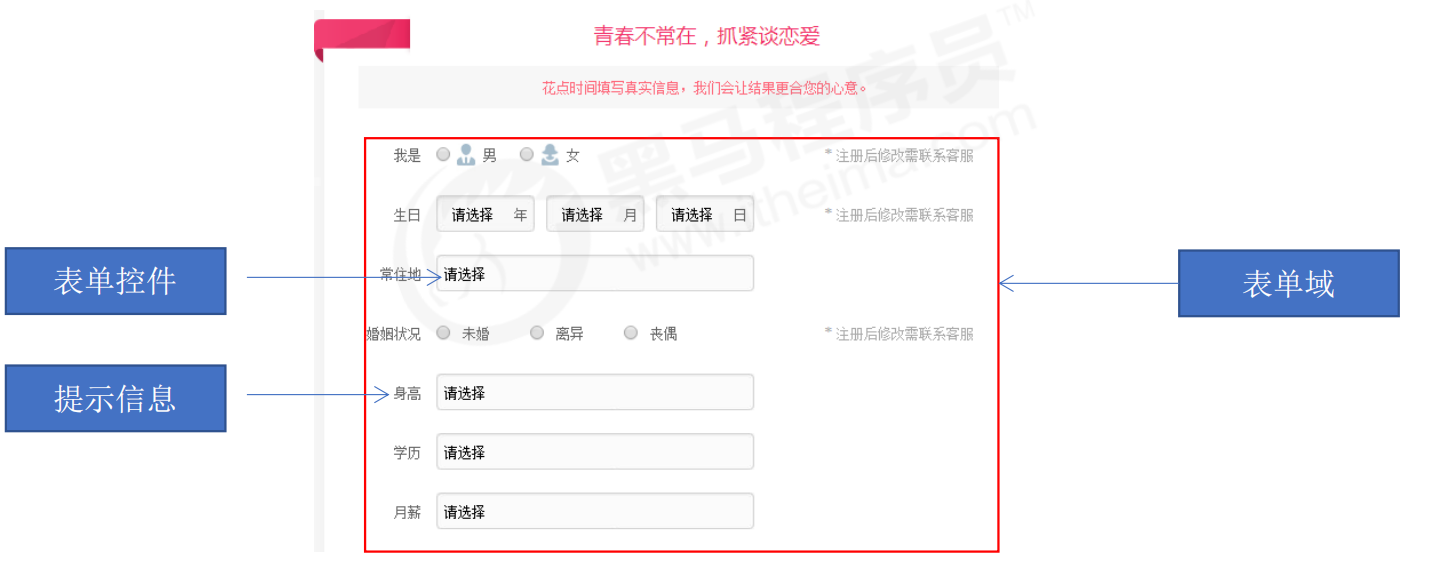 青春不常在，抓紧谈恋爱
花点时间填写真实信息，我们会让结果更合您的心意。
我是 男 女 *注册后修改需联系客服
生日 请选择 年 请选择 月 请选择 日 *注册后修改需联系客服
表单控件
常住地 请选择
表单域
婚姻状况 未婚 离异 丧偶 *注册后修改需联系客服
提示信息
身高 请选择
学历 请选择
月薪 请选择
黑马程序员TM
www.itheima.com